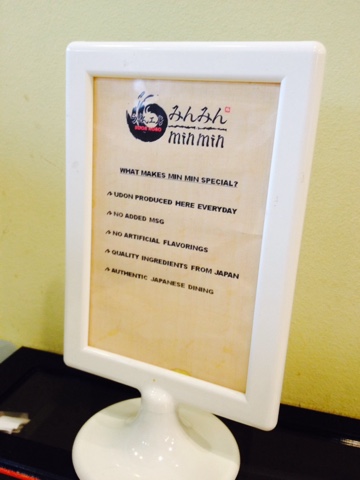 みんみん
min min
WHAT MAKES MIN MIN SPECIAL?
UDON PRODUCED HERE EVERYDAY
NO ADDED MSG
NO ARTIFICIAL FLAVORINGS
QUALITY INGREDIENTS FROM JAPAN
AUTHENTIC JAPANESE DINING